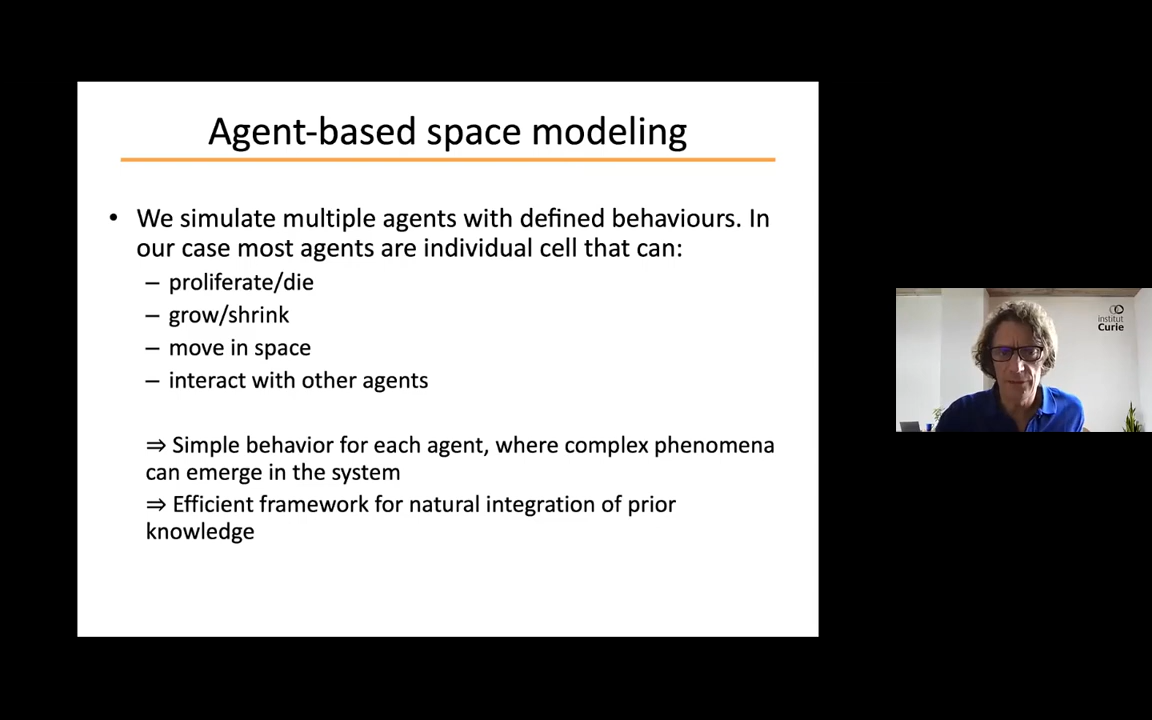 Agent-based space modeling
• We simulate multiple agents with defined behaviours. In
our case most agents are individual cell that can:
– proliferate/die
– grow/shrink
– move in space
– interact with other agents
⇒ Simple behavior for each agent, where complex phenomena
can emerge in the system
⇒ Efficient framework for natural integration of prior
knowledge
institut
Curie